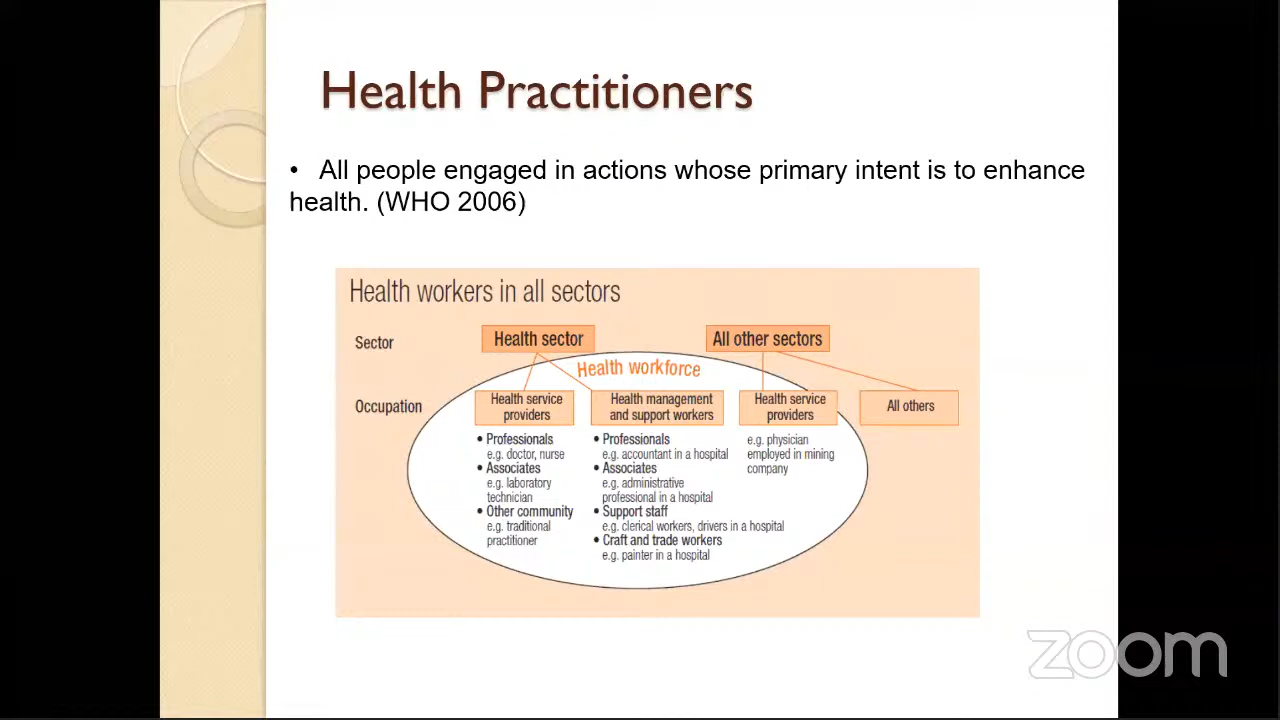 Health Practitioners
• All people engaged in actions whose primary intent is to enhance
health. (WHO 2006)
Health workers in all sectors
Sector
Health sector
All other sectors
Health workforce
Occupation
Health service
providers
Health management
and support workers
Health service
providers
All others
• Professionals
e.g. doctor, nurse
• Associates
e.g. laboratory
technician
• Other community
e.g. traditional
practitioner
• Professionals
e.g. accountant in a hospital
• Associates
e.g. administrative
professional in a hospital
• Support staff
e.g. clerical workers, drivers in a hospital
• Craft and trade workers
e.g. painter in a hospital
e.g. physician
employed in mining
company
zoom